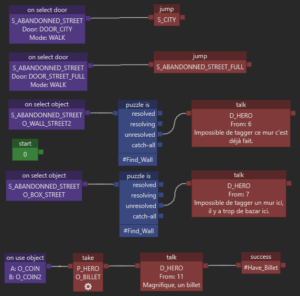 on select door
S_ABANDONNED_STREET
Door: DOOR_CITY
Mode: WALK
jump
S_CITY
on select door
S_ABANDONNED_STREET
Door: DOOR_STREET_FULL
Mode: WALK
jump
S_ABANDONNED_STREET_FULL
on select object
S_ABANDONNED_STREET
O_WALL_STREET2
puzzle is
resolved
resolving
unresolved
catch-all
#Find_Wall
talk
D_HERO
From: 6
Impossible de tagger ce mur c'est
déjà fait.
start
0
on select object
S_ABANDONNED_STREET
O_BOX_STREET
puzzle is
resolved
resolving
unresolved
catch-all
#Find_Wall
talk
D_HERO
From: 7
Impossible de tagger un mur ici,
il y a trop de bazar ici.
on use object
A: O_COIN
B: O_COIN2
take
P_HERO
O_BILLET
talk
D_HERO
From: 11
Magnifique, un billet
success
#Have_Billet